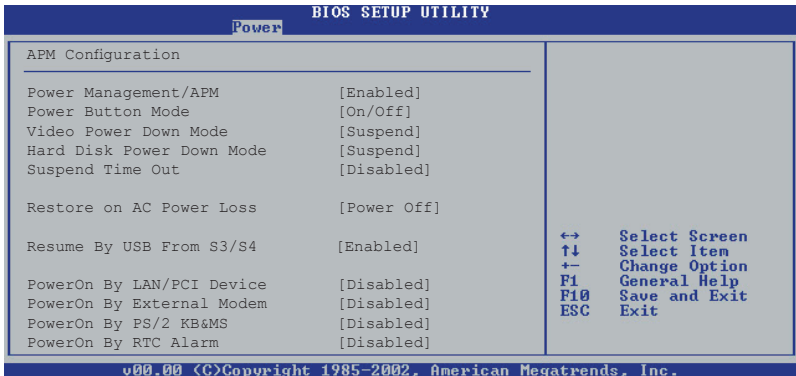 BIOS SETUP UTILITY
Power
APM Configuration
Power Management/APM [Enabled]
Power Button Mode [On/Off]
Video Power Down Mode [Suspend]
Hard Disk Power Down Mode [Suspend]
Suspend Time Out [Disabled]
Restore on AC Power Loss [Power Off]
Resume By USB From S3/S4 [Enabled]
PowerOn By LAN/PCI Device [Disabled]
PowerOn By External Modem [Disabled]
PowerOn By PS/2 KB&MS [Disabled]
PowerOn By RTC Alarm [Disabled]
←→ Select Screen
↑↓ Select Item
+- Change Option
F1 General Help
F10 Save and Exit
ESC Exit
v00.00 (C)Copyright 1985-2002, American Megatrends, Inc.